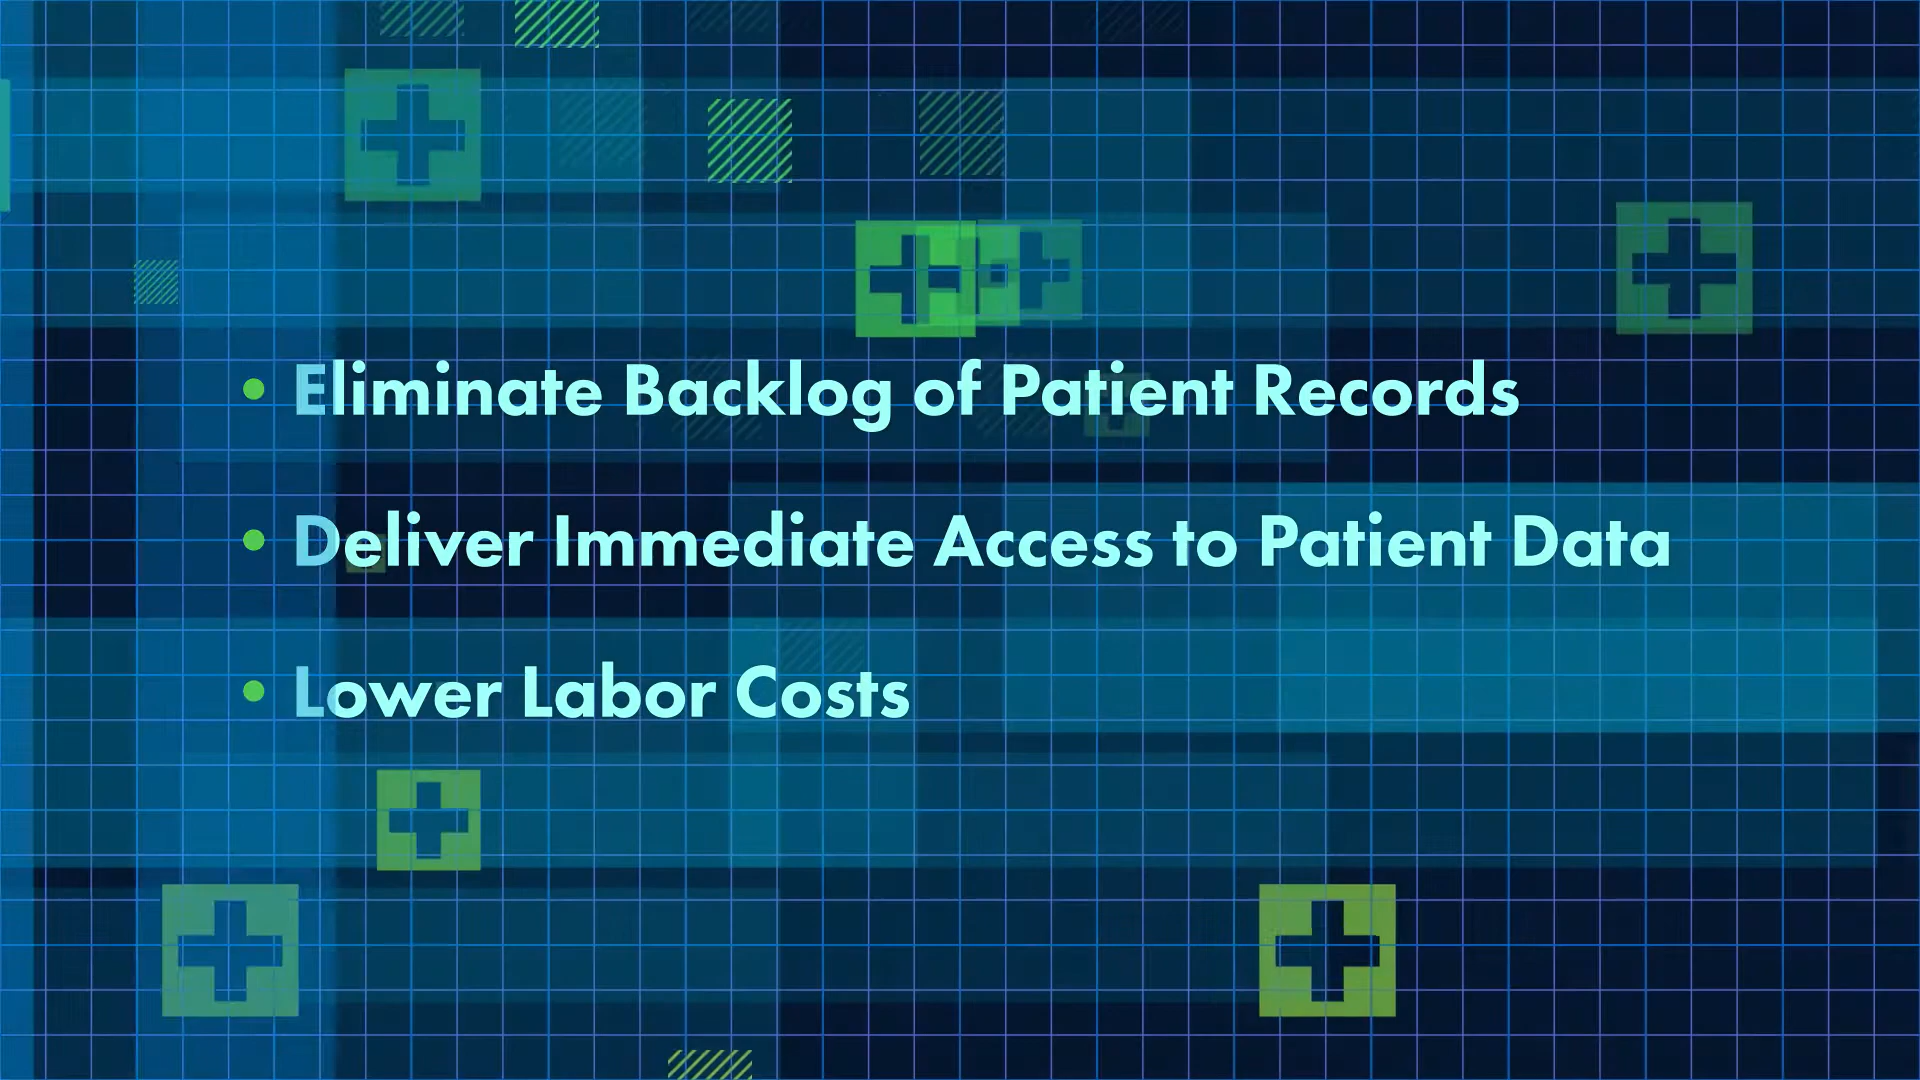 • Eliminate Backlog of Patient Records
• Deliver Immediate Access to Patient Data
• Lower Labor Costs